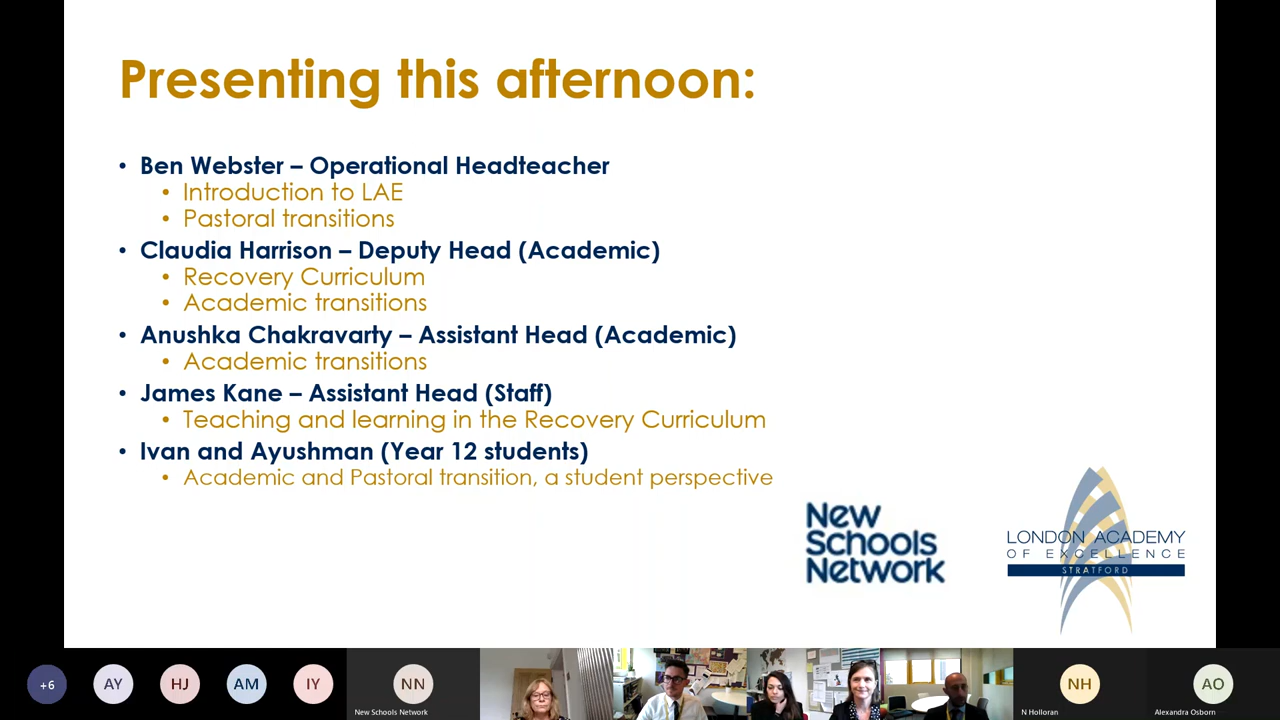 Presenting this afternoon:
• Ben Webster – Operational Headteacher
• Introduction to LAE
• Pastoral transitions
• Claudia Harrison – Deputy Head (Academic)
• Recovery Curriculum
• Academic transitions
• Anushka Chakravarty – Assistant Head (Academic)
• Academic transitions
• James Kane – Assistant Head (Staff)
• Teaching and learning in the Recovery Curriculum
• Ivan and Ayushman (Year 12 students)
• Academic and Pastoral transition, a student perspective
New
Schools
Network
LONDON ACADEMY
OF EXCELLENCE
STRATFORD
+6
AY
HJ
AM
IY
NN
New Schools Network
NH
N Holloran
AO
Alexandra Osborn